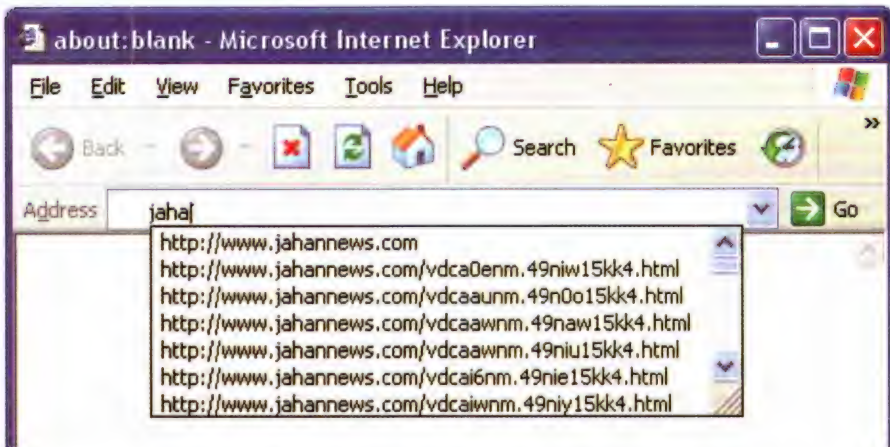 about:blank - Microsoft Internet Explorer
File Edit View Favorites Tools Help
Back Search Favorites »
Address jaha Go
http://www.jahannews.com
http://www.jahannews.com/vdca0enm.49niw15kk4.html
http://www.jahannews.com/vdcaaunm.49n0o15kk4.html
http://www.jahannews.com/vdcaawnm.49naw15kk4.html
http://www.jahannews.com/vdcaawnm.49niu15kk4.html
http://www.jahannews.com/vdcai6nm.49nie15kk4.html
http://www.jahannews.com/vdcaiwnm.49niy15kk4.html